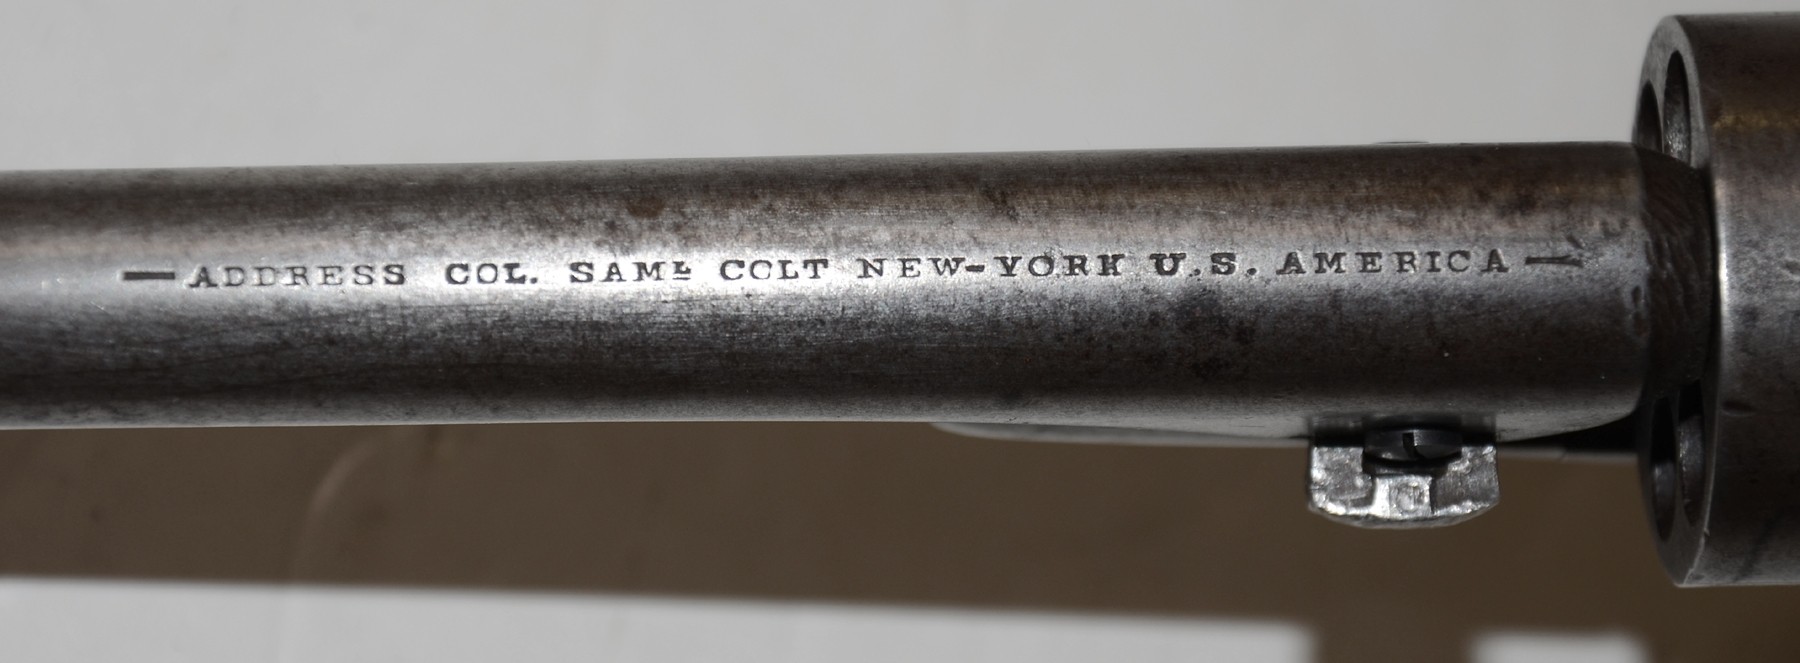 — ADDRESS COL. SAMᴸ COLT NEW-YORK U.S. AMERICA —